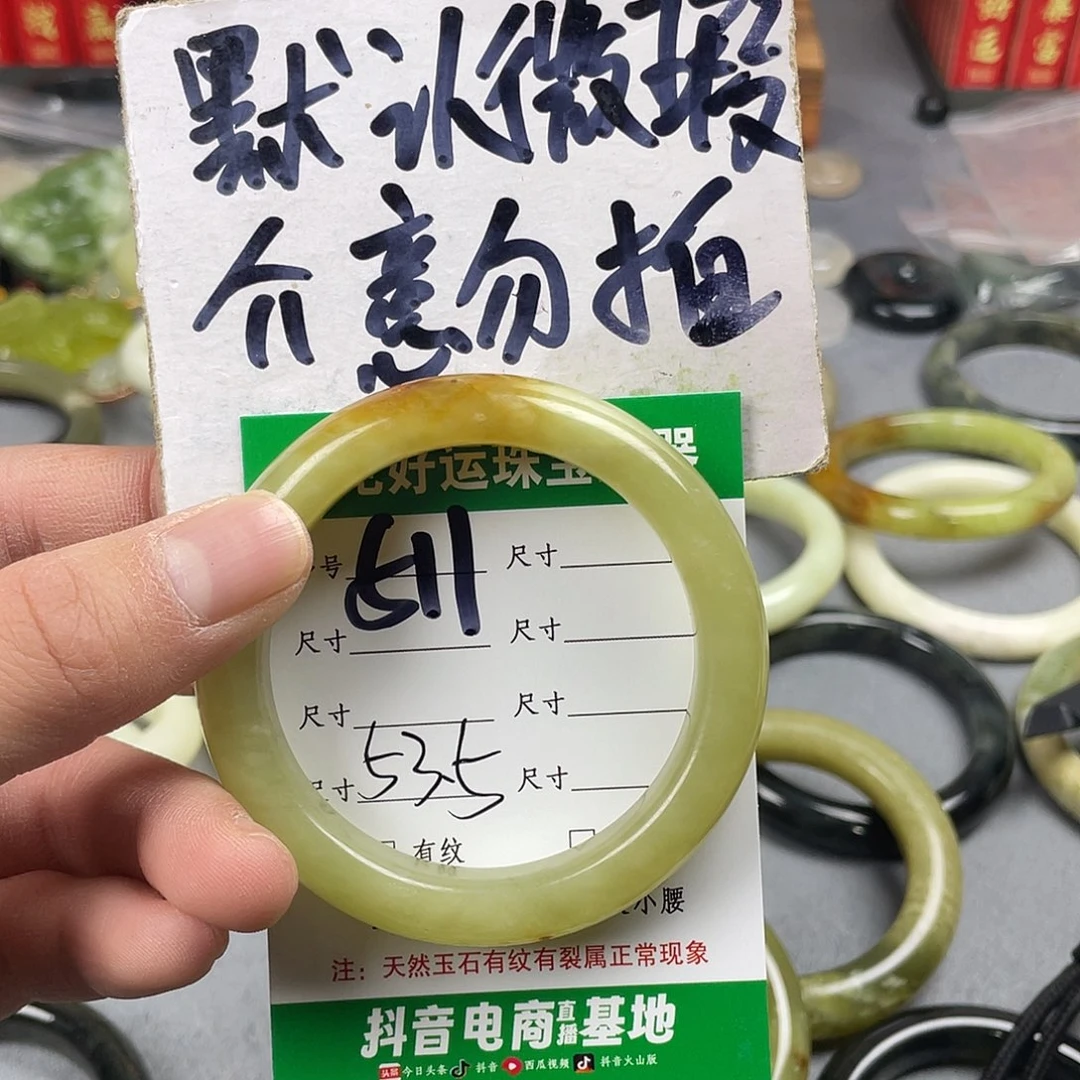 默认微瑕
介意勿拍
好运珠宝
号 511 尺寸
尺寸 尺寸
尺寸 尺寸
尺寸 53.5 尺寸
有纹
小腰
注：天然玉石有纹有裂属正常现象
抖音电商直播基地
头条 今日头条 抖音 西瓜视频 抖音火山版